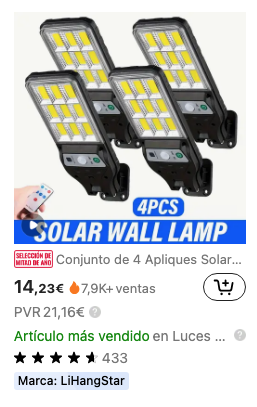 4PCS
SOLAR WALL LAMP
SELECCIÓN DE
MITAD DE AÑO
Conjunto de 4 Apliques Solar...
14,23€ 7,9K+ ventas
PVR 21,16€ ?
Artículo más vendido en Luces ... ?
433
Marca: LiHangStar